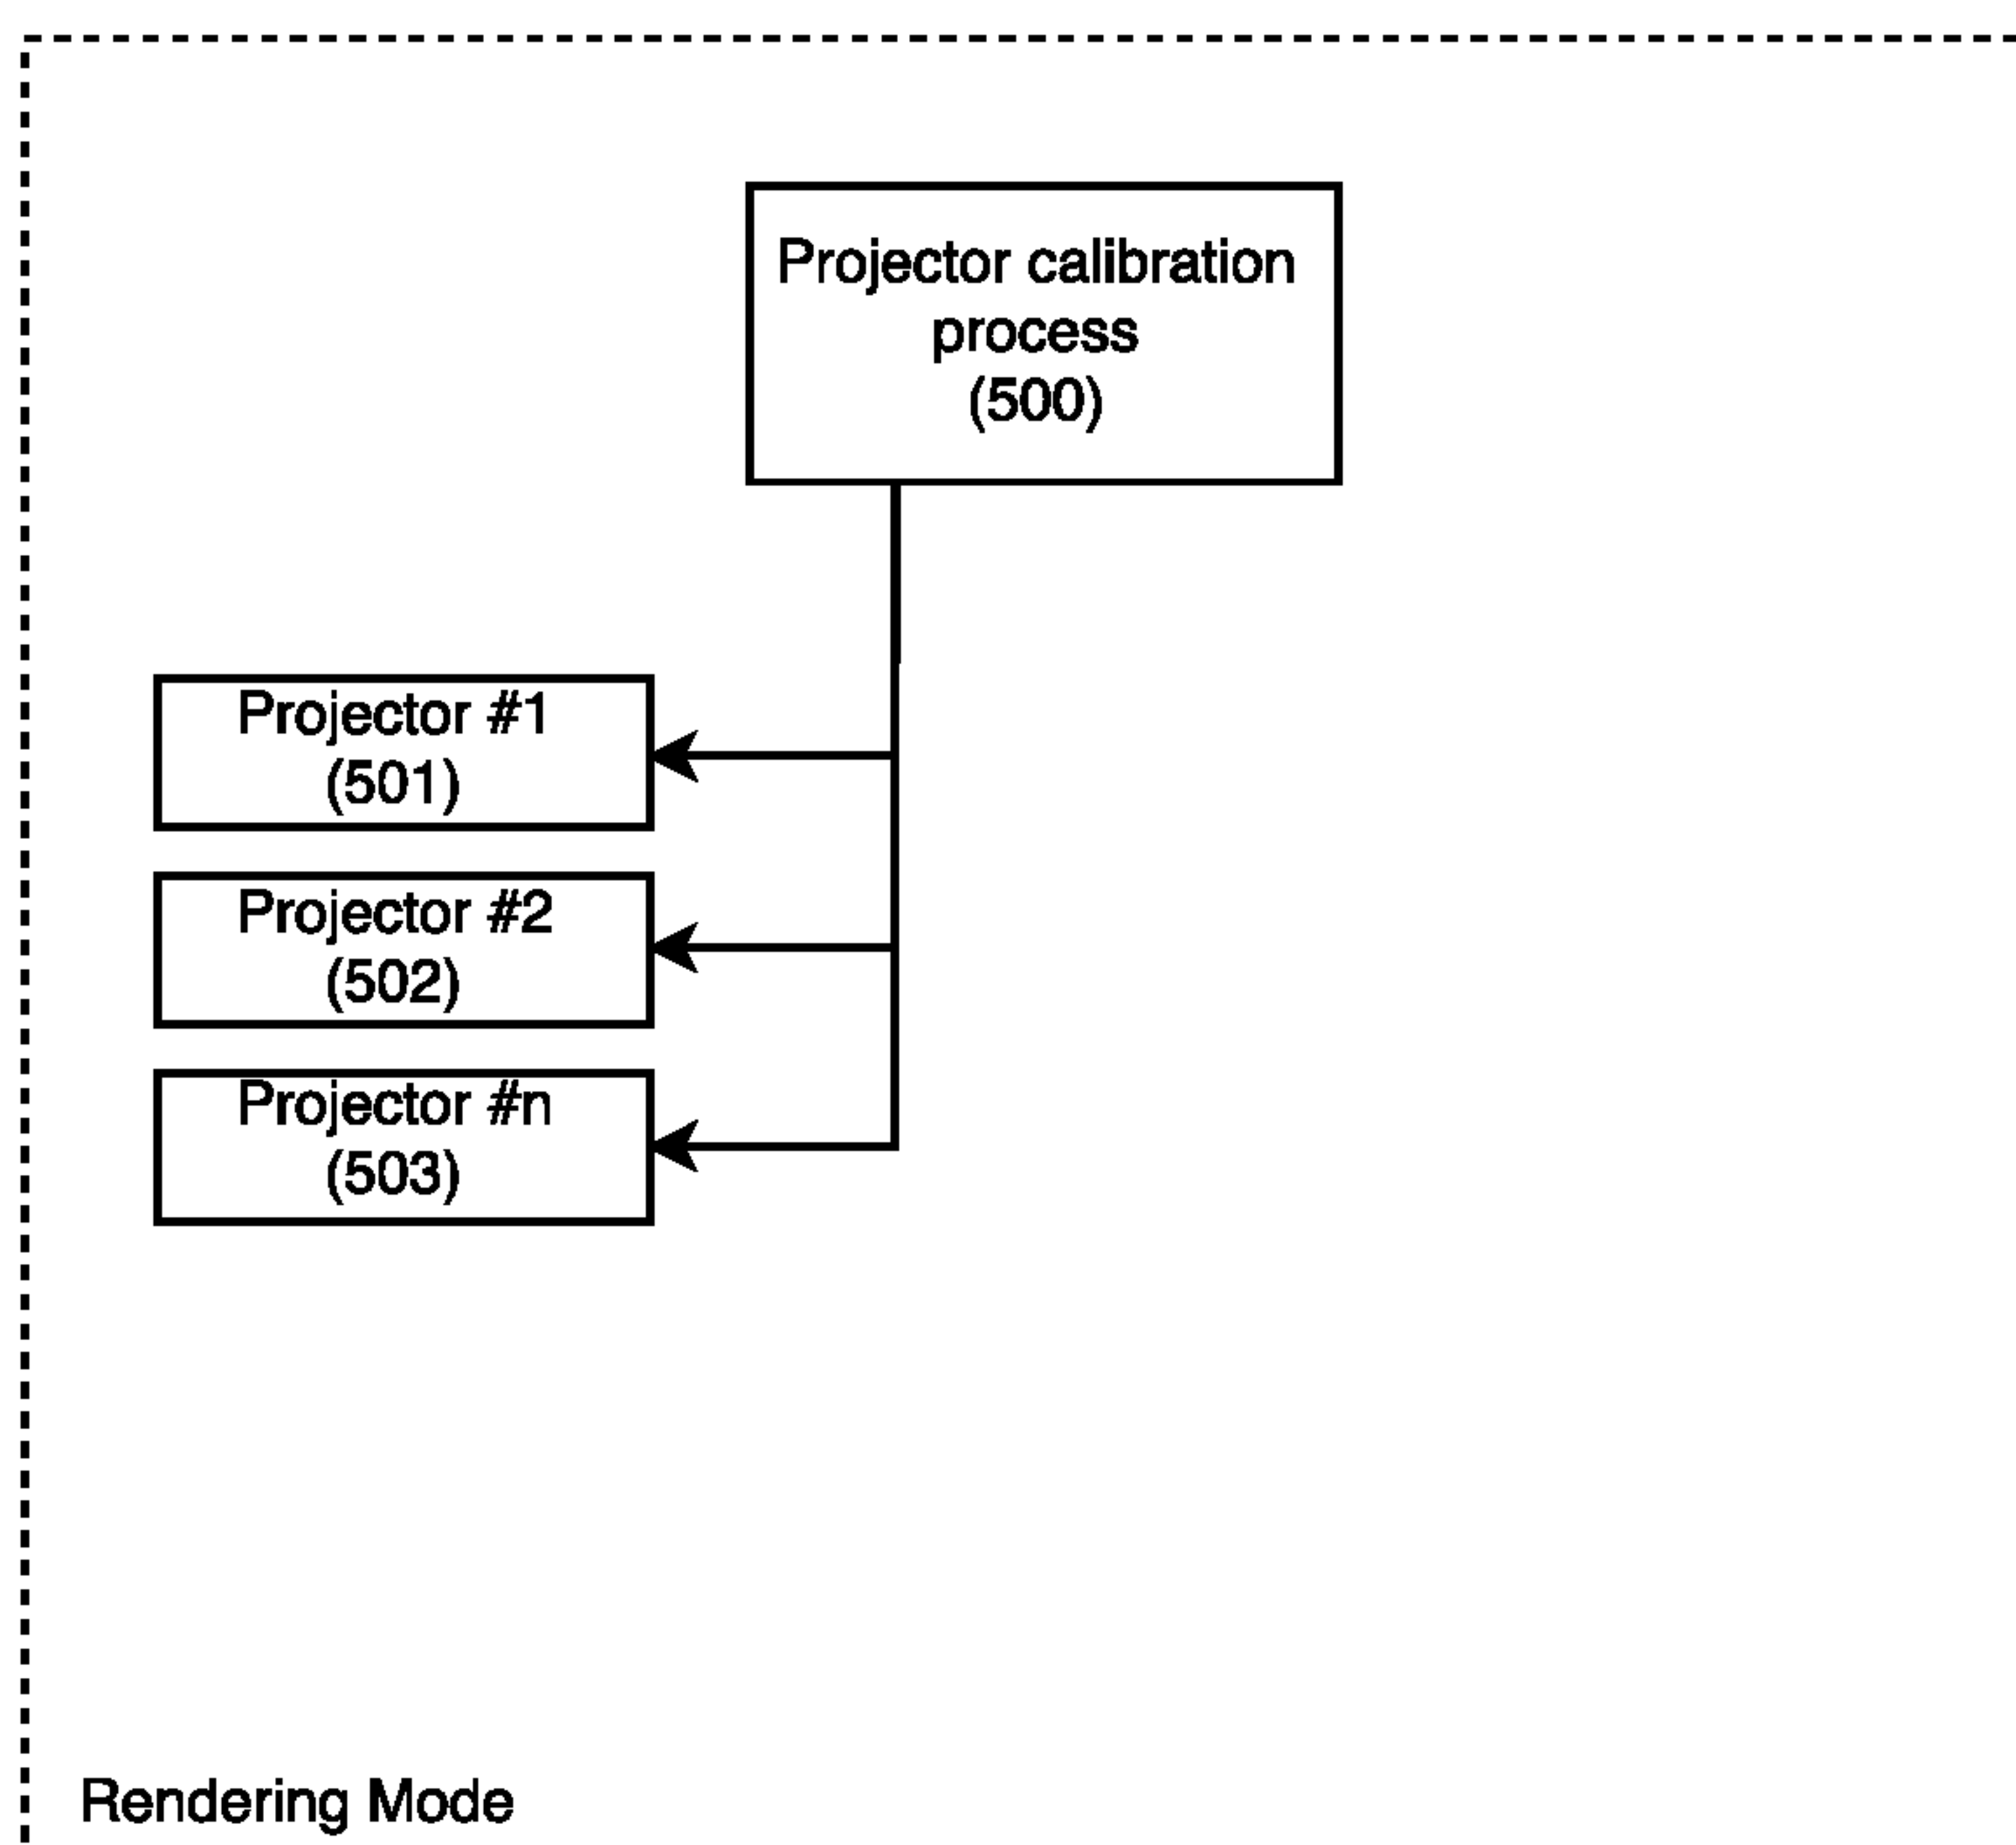 Projector calibration
process
(500)
Projector #1
(501)
Projector #2
(502)
Projector #n
(503)
Rendering Mode